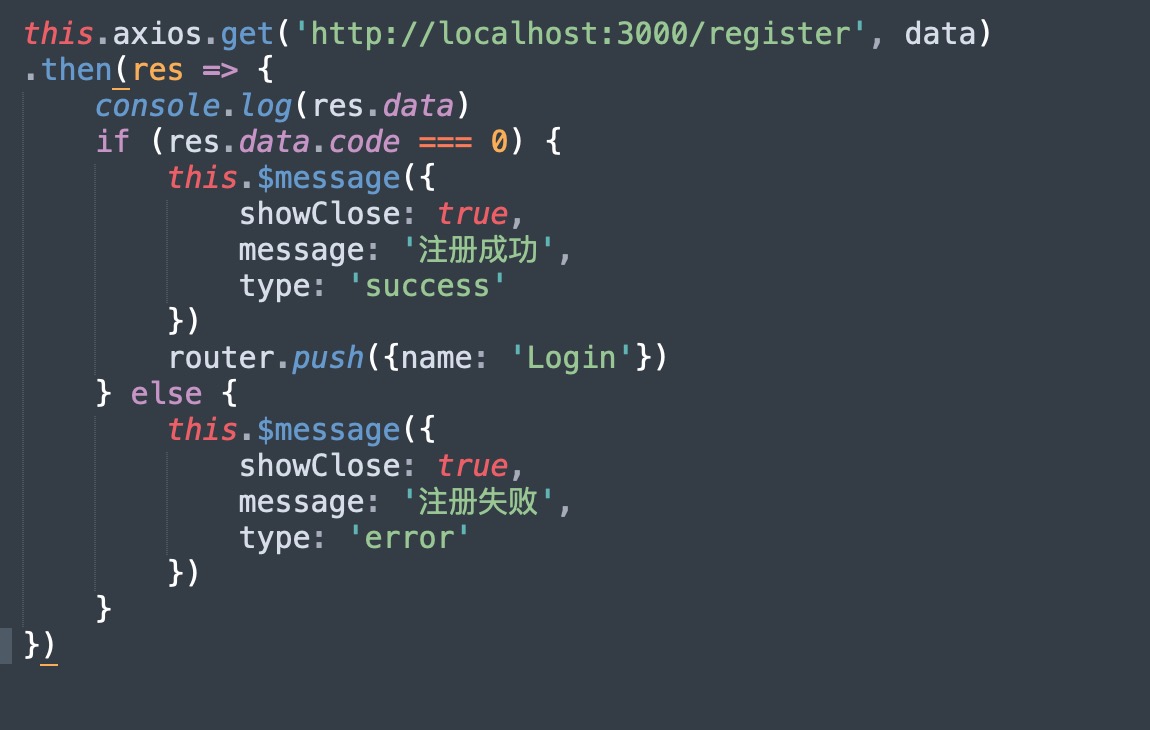 this.axios.get('http://localhost:3000/register', data)
.then(res => {
    console.log(res.data)
    if (res.data.code === 0) {
        this.$message({
            showClose: true,
            message: '注册成功',
            type: 'success'
        })
        router.push({name: 'Login'})
    } else {
        this.$message({
            showClose: true,
            message: '注册失败',
            type: 'error'
        })
    }
})